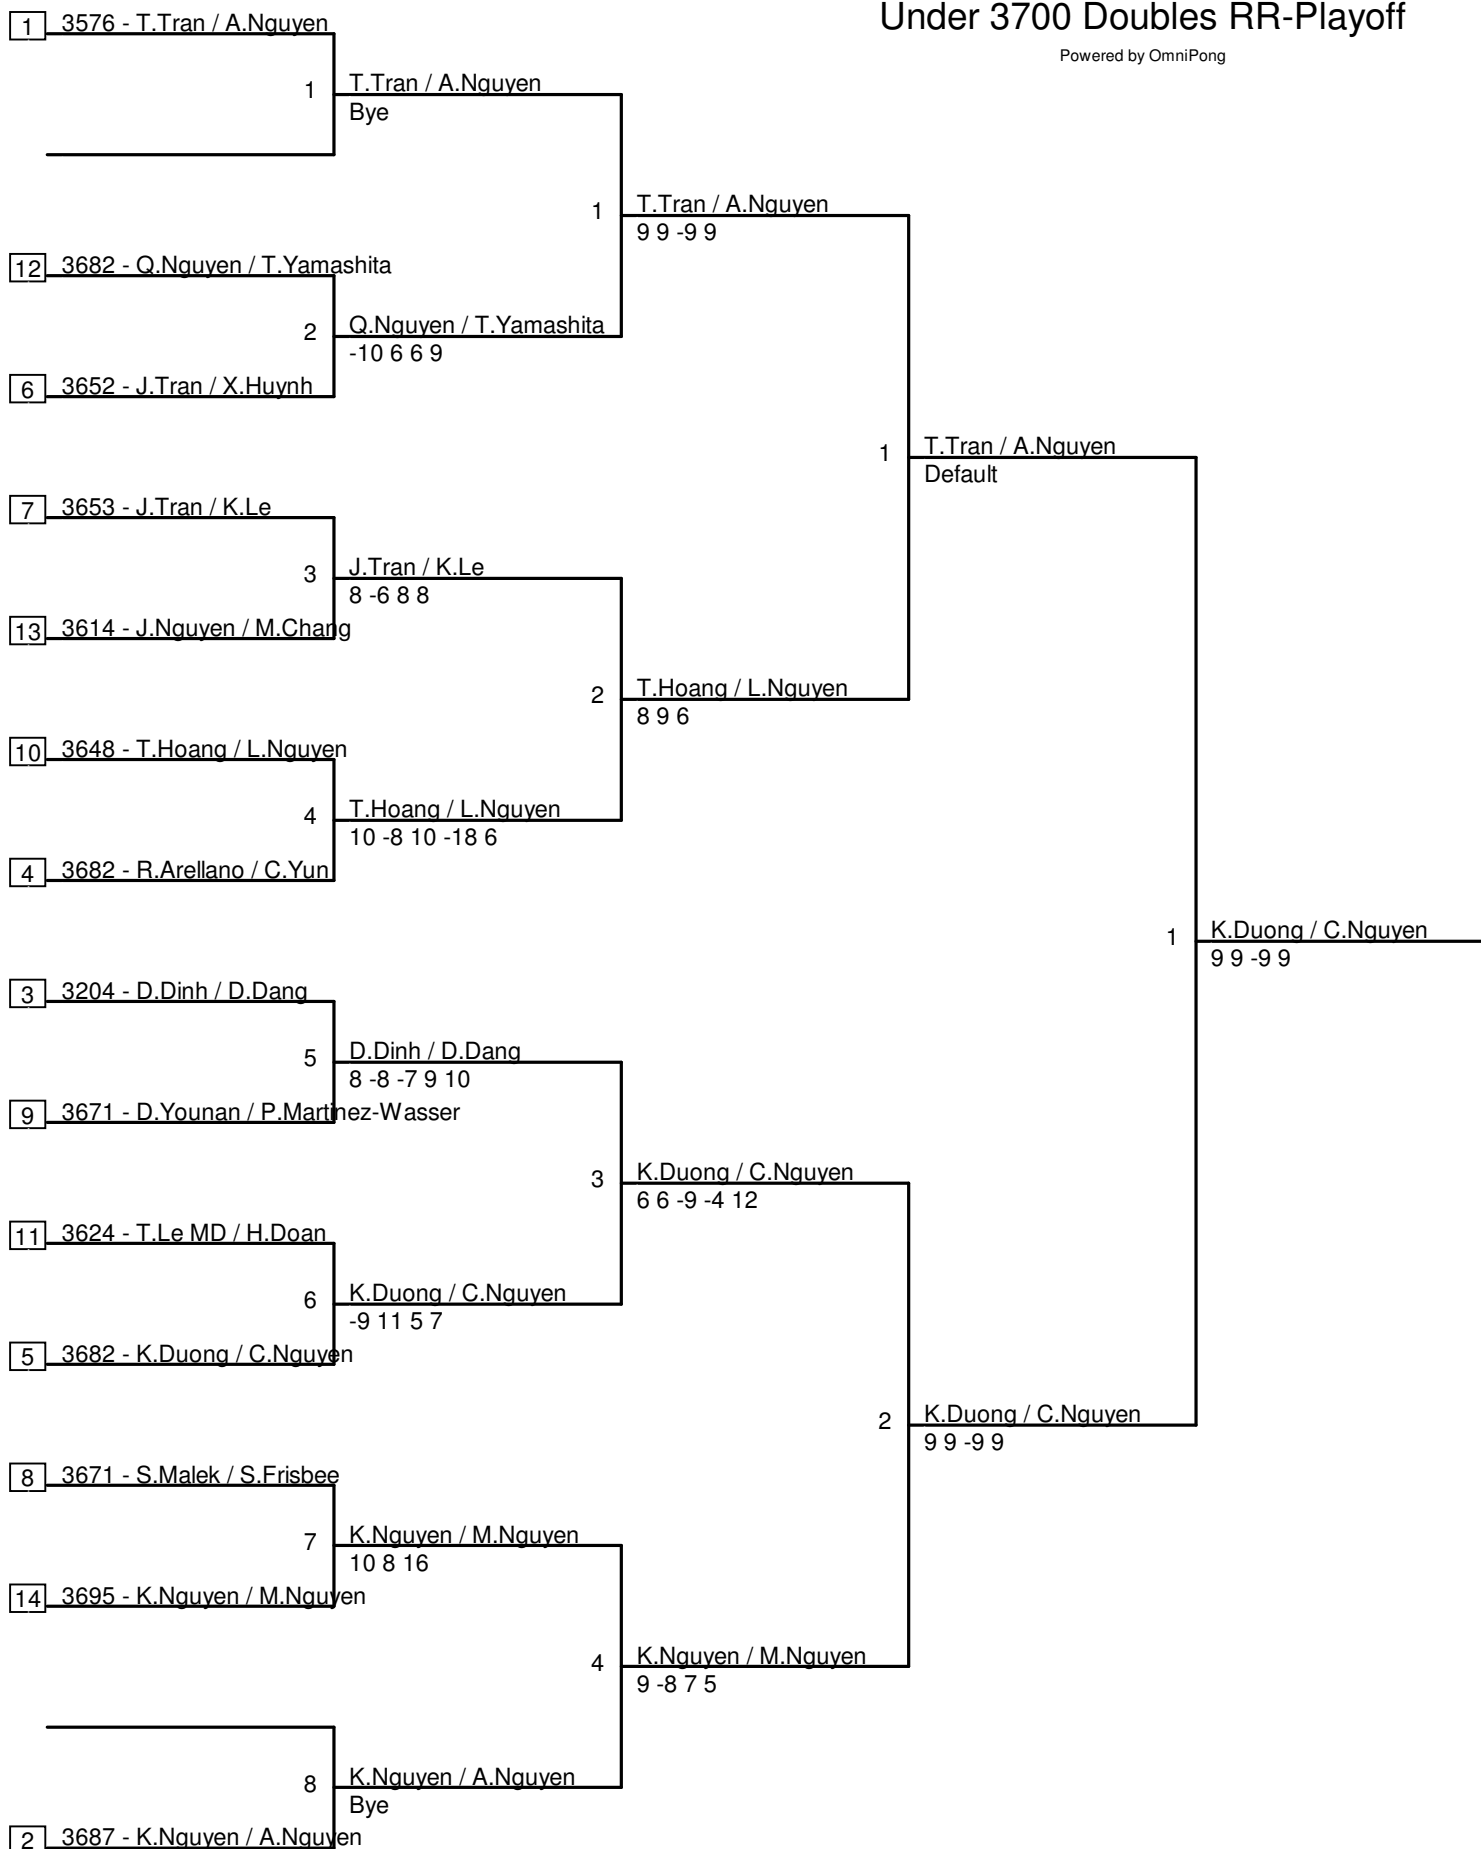 Under 3700 Doubles RR-Playoff
Powered by OmniPong
1 3576 - T.Tran / A.Nguyen
1 T.Tran / A.Nguyen
Bye
1 T.Tran / A.Nguyen
9 9 -9 9
12 3682 - Q.Nguyen / T.Yamashita
2 Q.Nguyen / T.Yamashita
-10 6 6 9
6 3652 - J.Tran / X.Huynh
1 T.Tran / A.Nguyen
Default
7 3653 - J.Tran / K.Le
3 J.Tran / K.Le
8 -6 8 8
13 3614 - J.Nguyen / M.Chang
2 T.Hoang / L.Nguyen
8 9 6
10 3648 - T.Hoang / L.Nguyen
4 T.Hoang / L.Nguyen
10 -8 10 -18 6
4 3682 - R.Arellano / C.Yun
1 K.Duong / C.Nguyen
9 9 -9 9
3 3204 - D.Dinh / D.Dang
5 D.Dinh / D.Dang
8 -8 -7 9 10
9 3671 - D.Younan / P.Martinez-Wasser
3 K.Duong / C.Nguyen
6 6 -9 -4 12
11 3624 - T.Le MD / H.Doan
6 K.Duong / C.Nguyen
-9 11 5 7
5 3682 - K.Duong / C.Nguyen
2 K.Duong / C.Nguyen
9 9 -9 9
8 3671 - S.Malek / S.Frisbee
7 K.Nguyen / M.Nguyen
10 8 16
14 3695 - K.Nguyen / M.Nguyen
4 K.Nguyen / M.Nguyen
9 -8 7 5
8 K.Nguyen / A.Nguyen
Bye
2 3687 - K.Nguyen / A.Nguyen